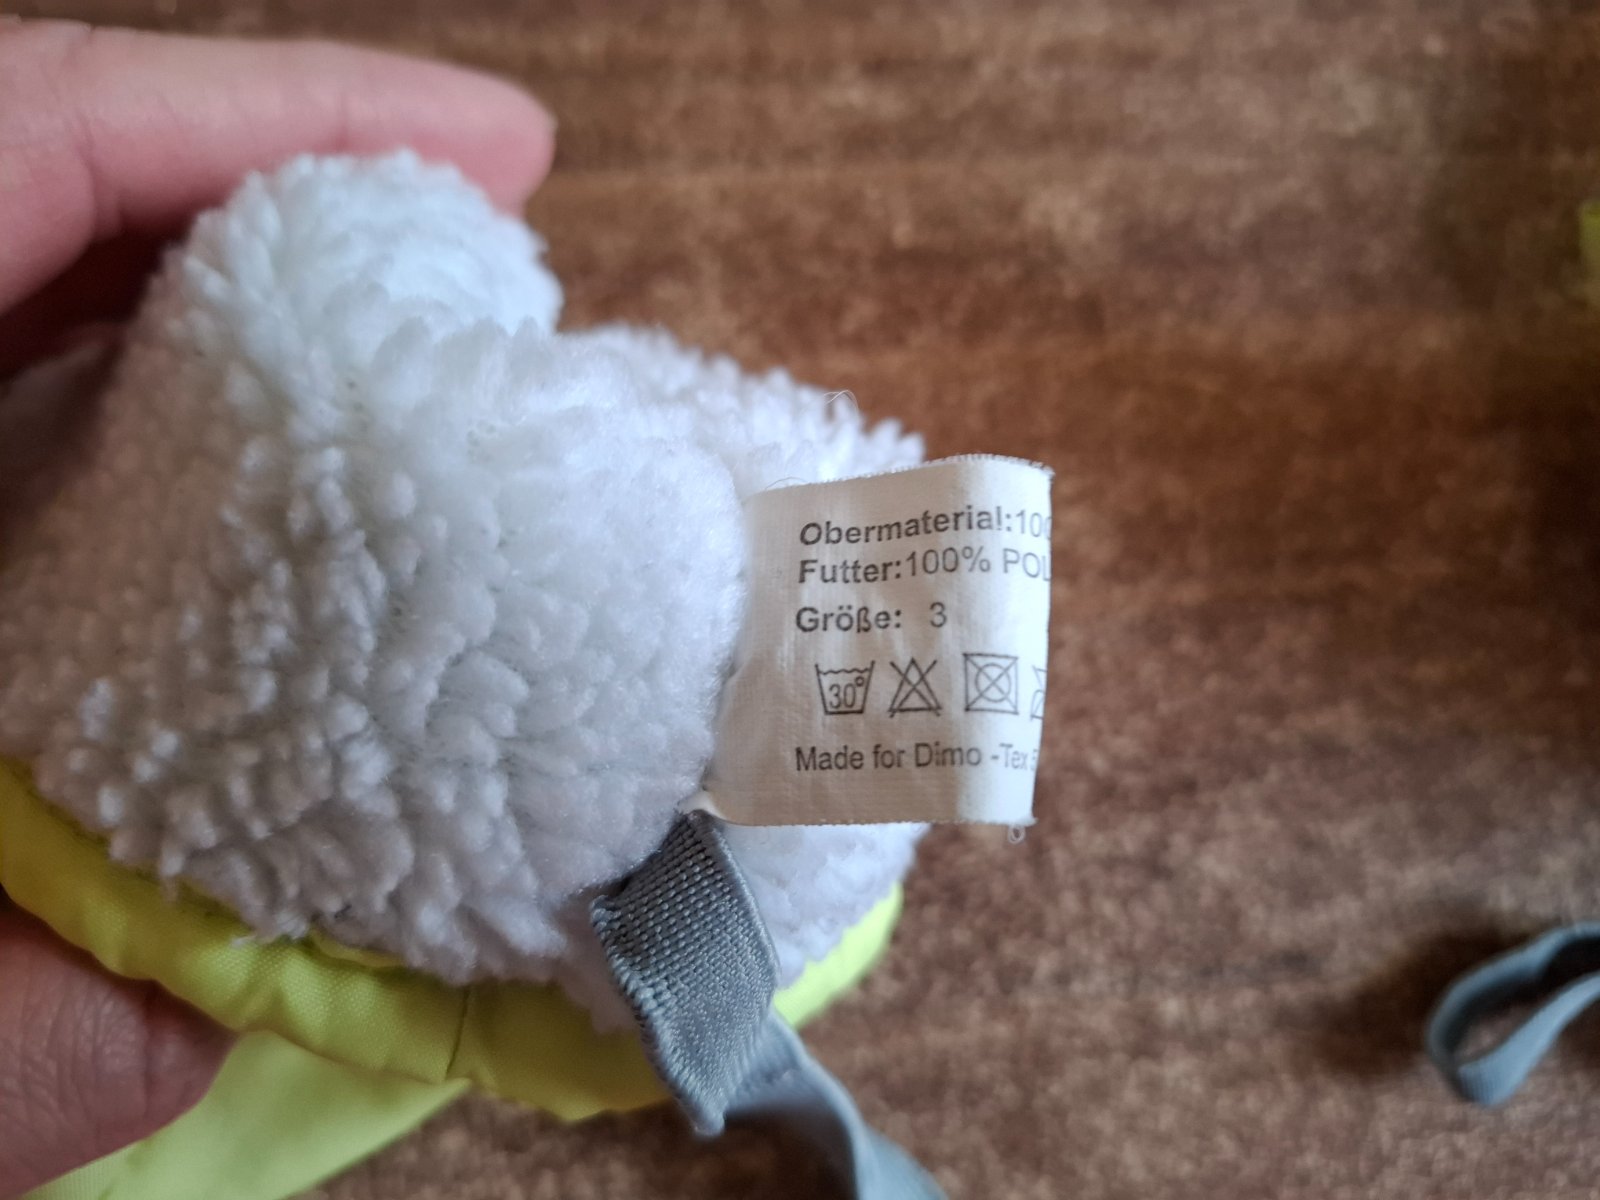 Obermaterial:100
Futter:100% POL
Größe: 3
30°
Made for Dimo -Tex